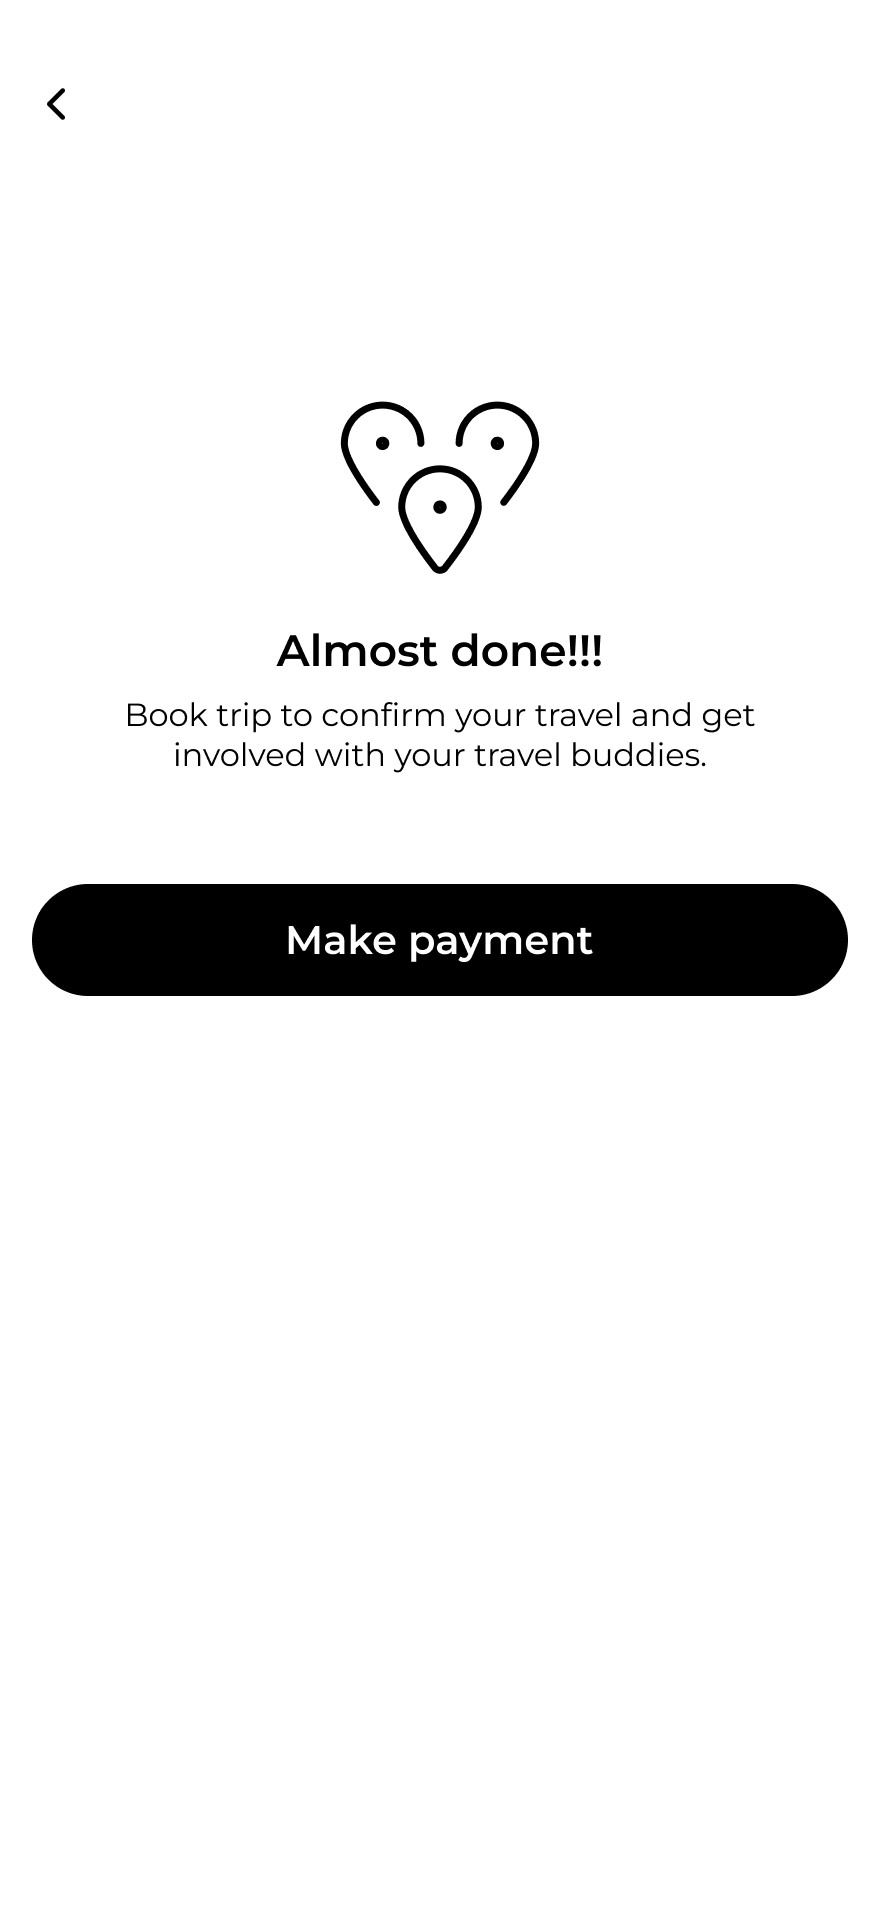 Almost done!!!
Book trip to confirm your travel and get
involved with your travel buddies.
Make payment